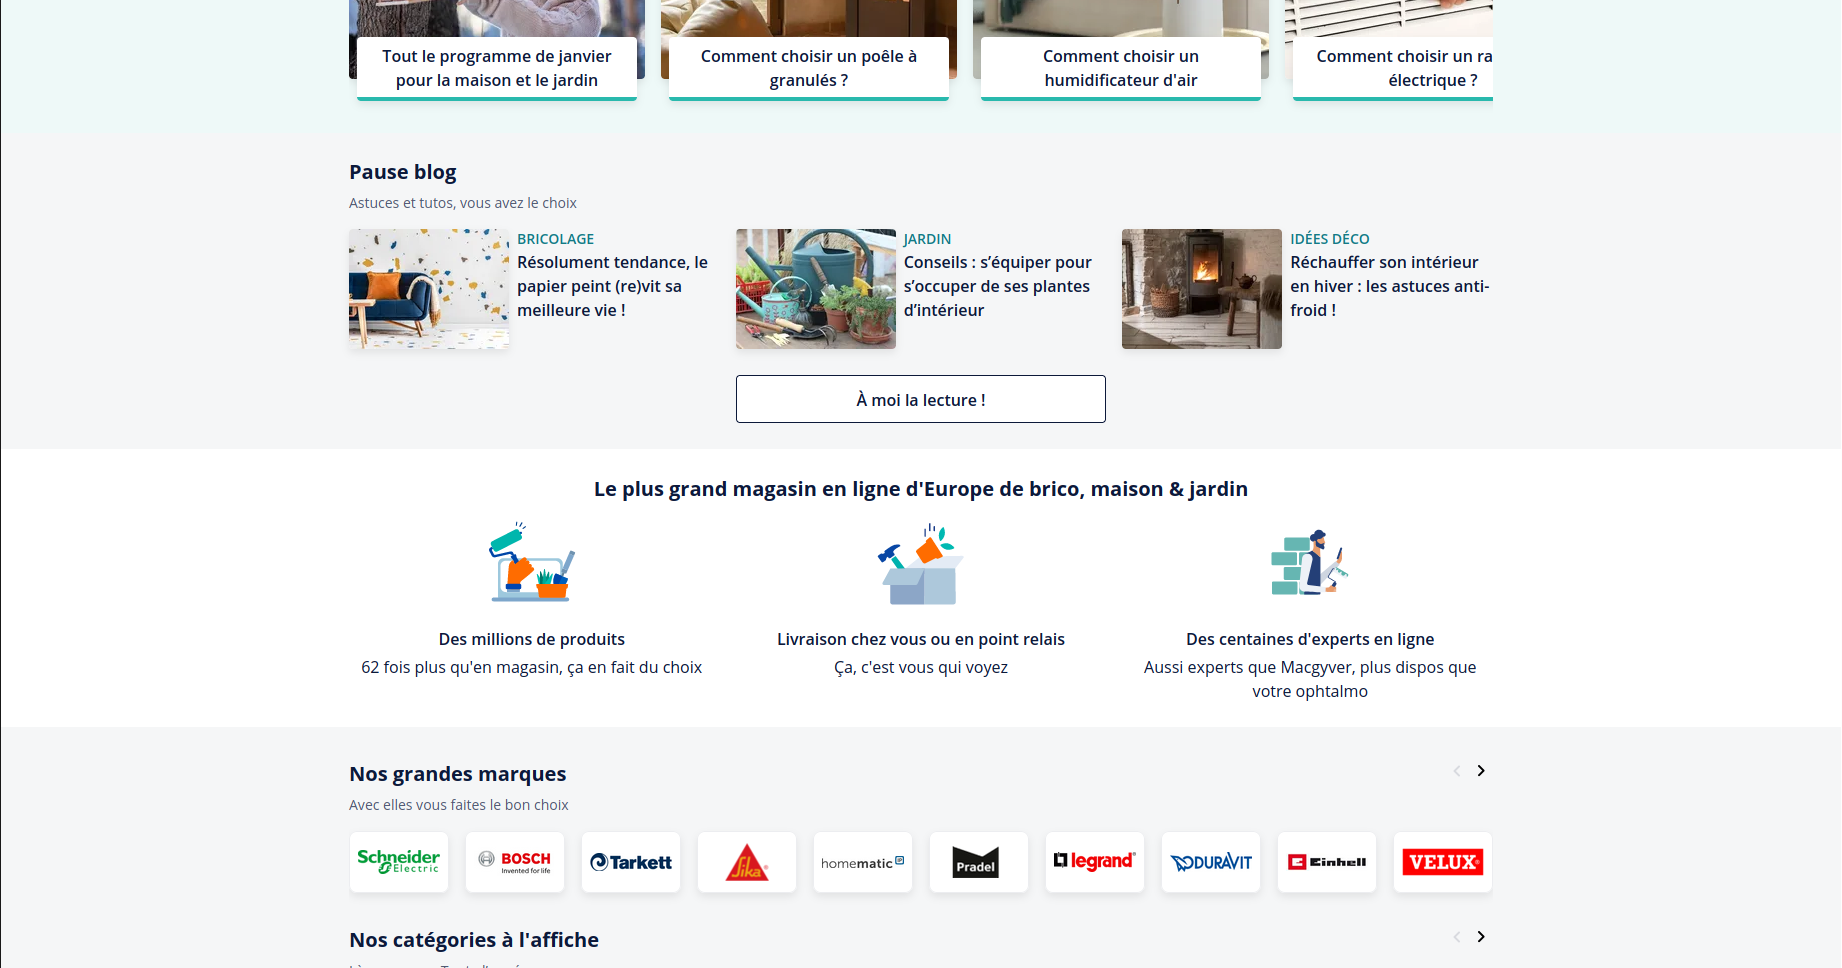 Tout le programme de janvier
pour la maison et le jardin
Comment choisir un poêle à
granulés ?
Comment choisir un
humidificateur d'air
Comment choisir un ra
électrique ?
Pause blog
Astuces et tutos, vous avez le choix
BRICOLAGE
Résolument tendance, le
papier peint (re)vit sa
meilleure vie !
JARDIN
Conseils : s’équiper pour
s’occuper de ses plantes
d’intérieur
IDÉES DÉCO
Réchauffer son intérieur
en hiver : les astuces anti-
froid !
À moi la lecture !
Le plus grand magasin en ligne d'Europe de brico, maison & jardin
Des millions de produits
62 fois plus qu'en magasin, ça en fait du choix
Livraison chez vous ou en point relais
Ça, c'est vous qui voyez
Des centaines d'experts en ligne
Aussi experts que Macgyver, plus dispos que
votre ophtalmo
Nos grandes marques
Avec elles vous faites le bon choix
Schneider
Electric
BOSCH
Invented for life
Tarkett
Sika
homematic IP
Pradel
legrand
DURAVIT
Einhell
VELUX
Nos catégories à l'affiche